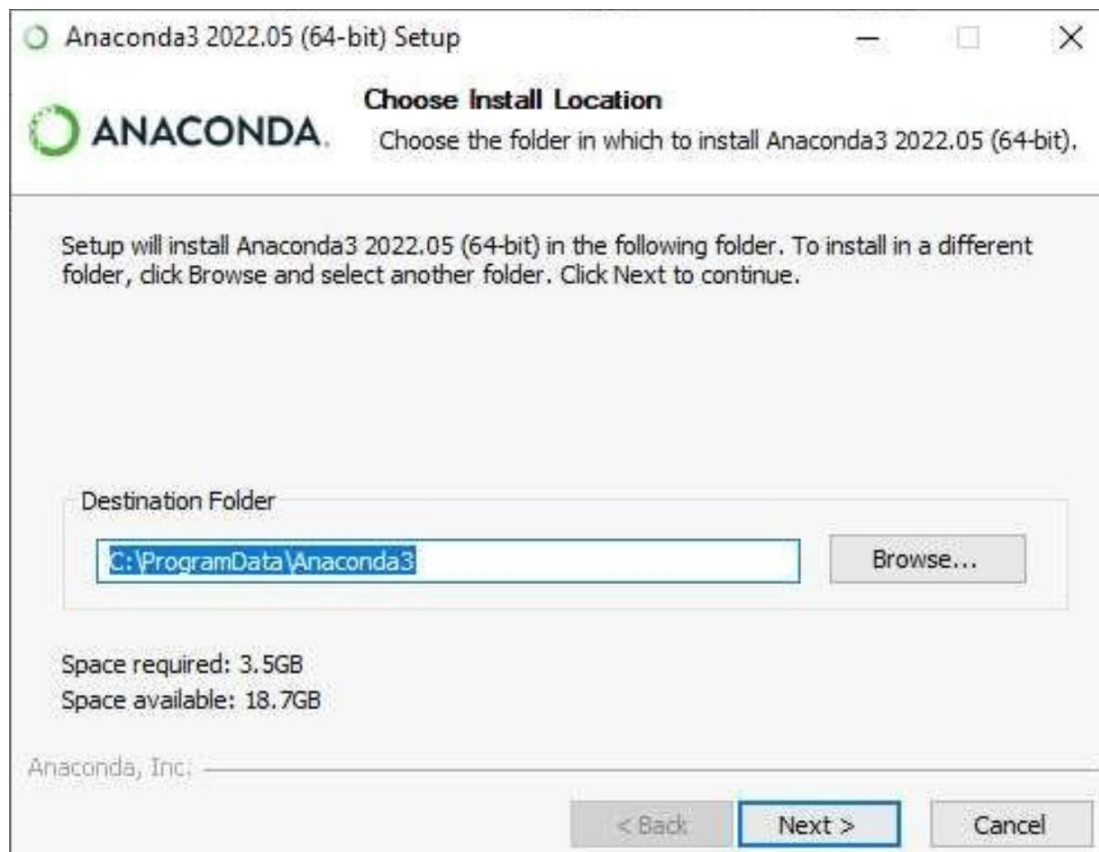 Anaconda3 2022.05 (64-bit) Setup
ANACONDA.
Choose Install Location
Choose the folder in which to install Anaconda3 2022.05 (64-bit).
Setup will install Anaconda3 2022.05 (64-bit) in the following folder. To install in a different
folder, click Browse and select another folder. Click Next to continue.
Destination Folder
C:\ProgramData\Anaconda3
Browse...
Space required: 3.5GB
Space available: 18.7GB
Anaconda, Inc.
< Back
Next >
Cancel